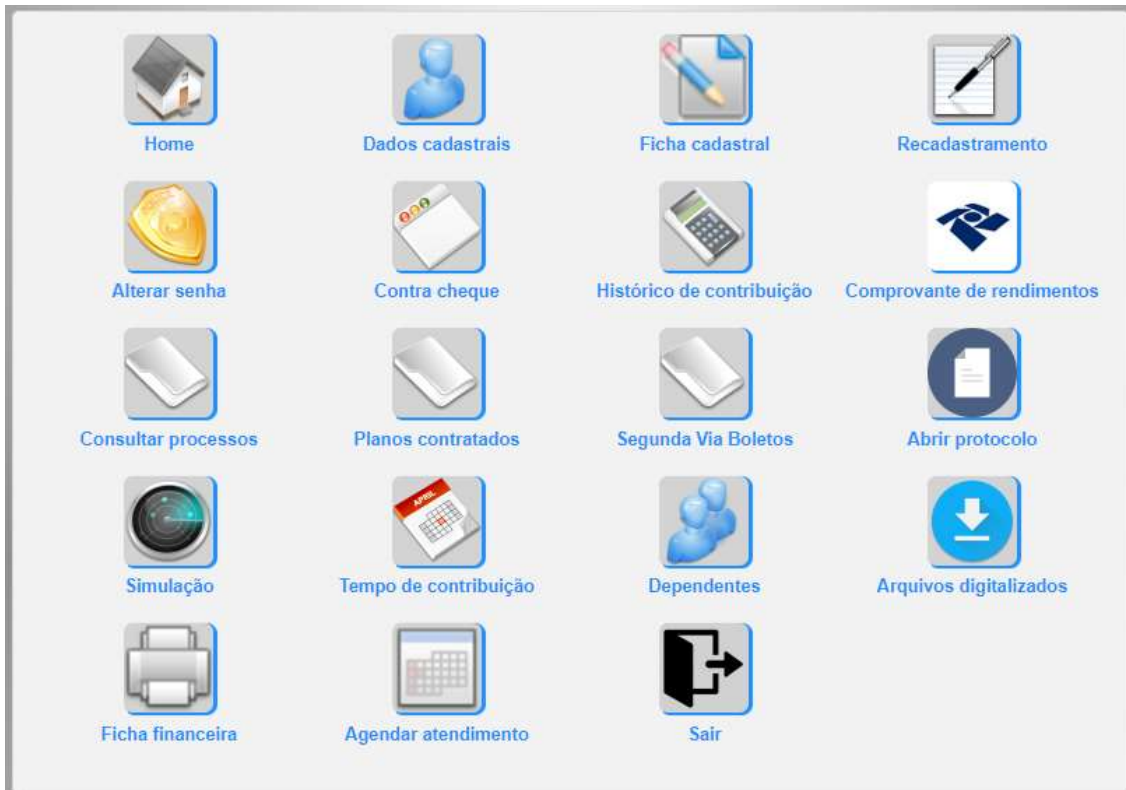 Home
Dados cadastrais
Ficha cadastral
Recadastramento
Alterar senha
Contra cheque
Histórico de contribuição
Comprovante de rendimentos
Consultar processos
Planos contratados
Segunda Via Boletos
Abrir protocolo
APRIL
Simulação
Tempo de contribuição
Dependentes
Arquivos digitalizados
Ficha financeira
Agendar atendimento
Sair